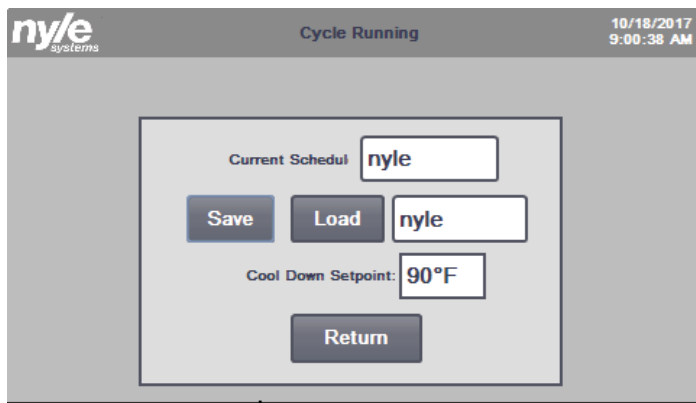 nyle
systems
Cycle Running
10/18/2017
9:00:38 AM
Current Schedul
nyle
Save
Load
nyle
Cool Down Setpoint:
90°F
Return